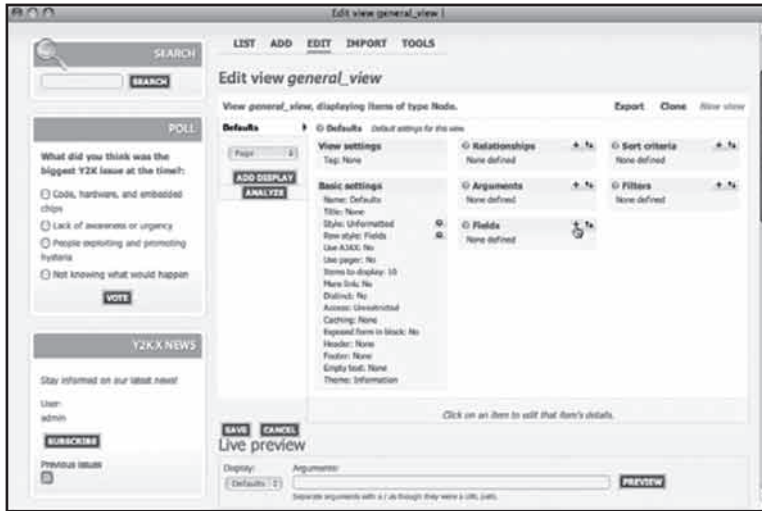 Edit view general_view |
SEARCH
SEARCH
POLL
What did you think was the
biggest Y2K issue at the time?:
Code, hardware, and embedded
chips
Lack of awareness or urgency
People exploiting and promoting
hysteria
Not knowing what would happen
VOTE
Y2K.X NEWS
Stay informed on our latest news!
User:
admin
SUBSCRIBE
Previous issues
LIST ADD EDIT IMPORT TOOLS
Edit view general_view
View general_view, displaying items of type Node.
Export Clone New view
Defaults
Page
ADD DISPLAY
ANALYZE
Defaults Default settings for this view.
View settings
Tag: None
Basic settings
Name: Defaults
Title: None
Style: Unformatted
Row style: Fields
Use AJAX: No
Use pager: No
Items to display: 10
More link: No
Distinct: No
Access: Unrestricted
Caching: None
Exposed form in block: No
Header: None
Footer: None
Empty text: None
Theme: Information
Relationships
None defined
Arguments
None defined
Fields
None defined
Sort criteria
None defined
Filters
None defined
Click on an item to edit that item's details.
SAVE CANCEL
Live preview
Display:
Defaults
Arguments:
PREVIEW
Separate arguments with a / as though they were a URL path.